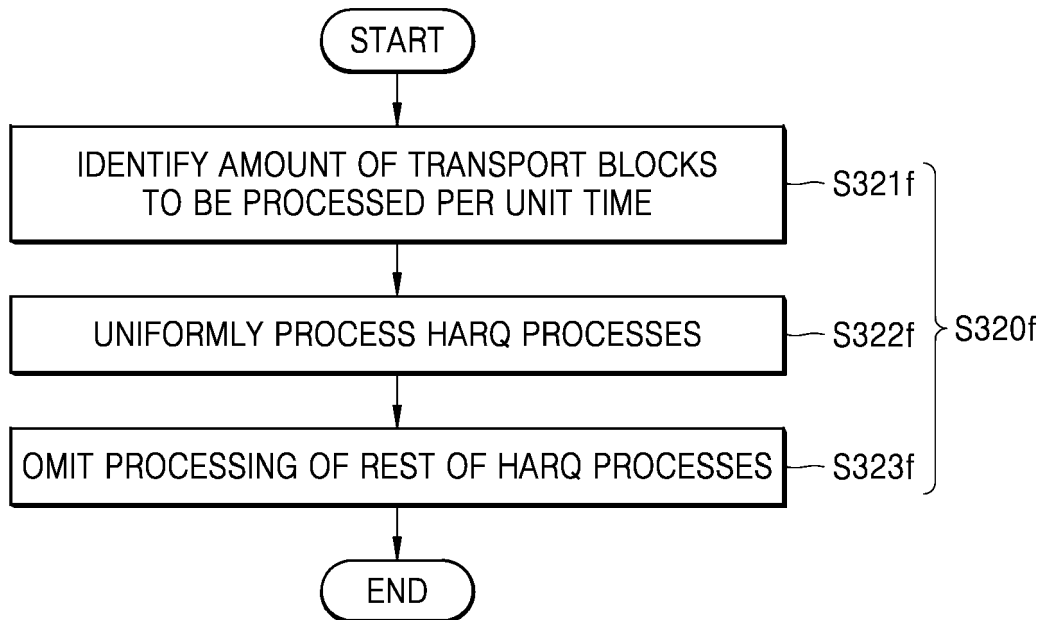 START
IDENTIFY AMOUNT OF TRANSPORT BLOCKS
TO BE PROCESSED PER UNIT TIME
S321f
UNIFORMLY PROCESS HARQ PROCESSES
S322f
S320f
OMIT PROCESSING OF REST OF HARQ PROCESSES
S323f
END